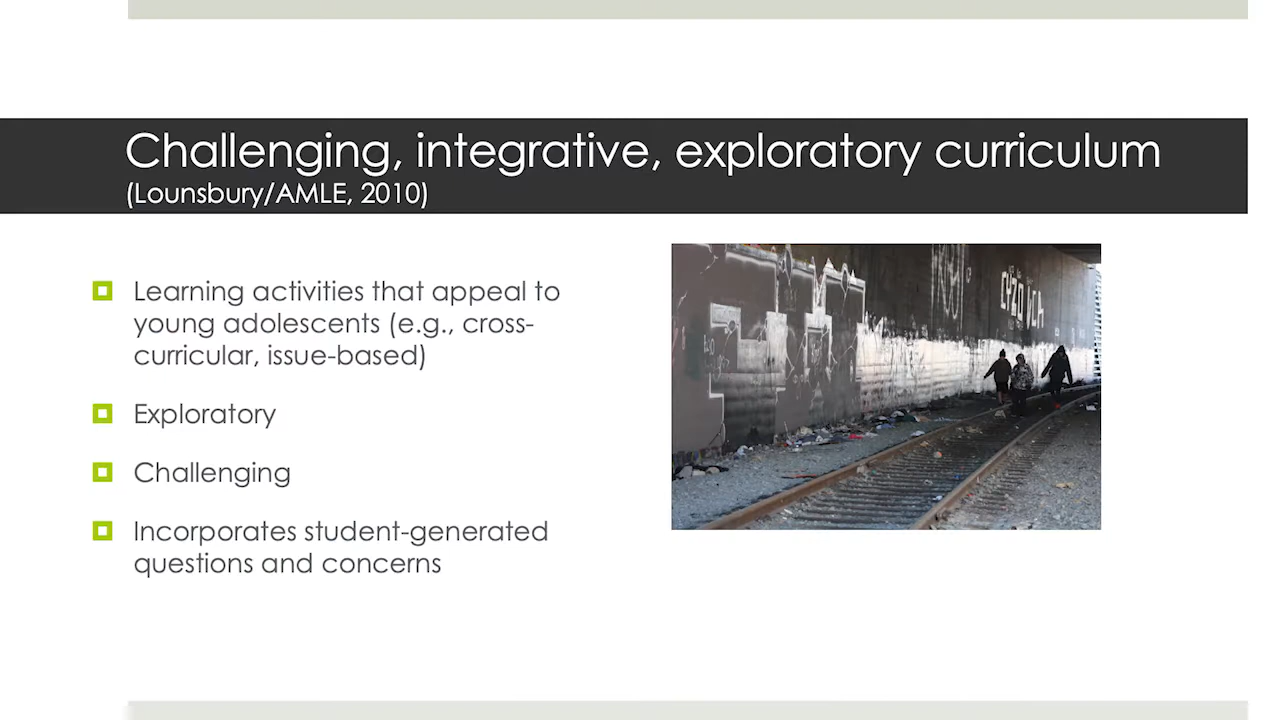 Challenging, integrative, exploratory curriculum
(Lounsbury/AMLE, 2010)
Learning activities that appeal to
young adolescents (e.g., cross-
curricular, issue-based)
Exploratory
Challenging
Incorporates student-generated
questions and concerns